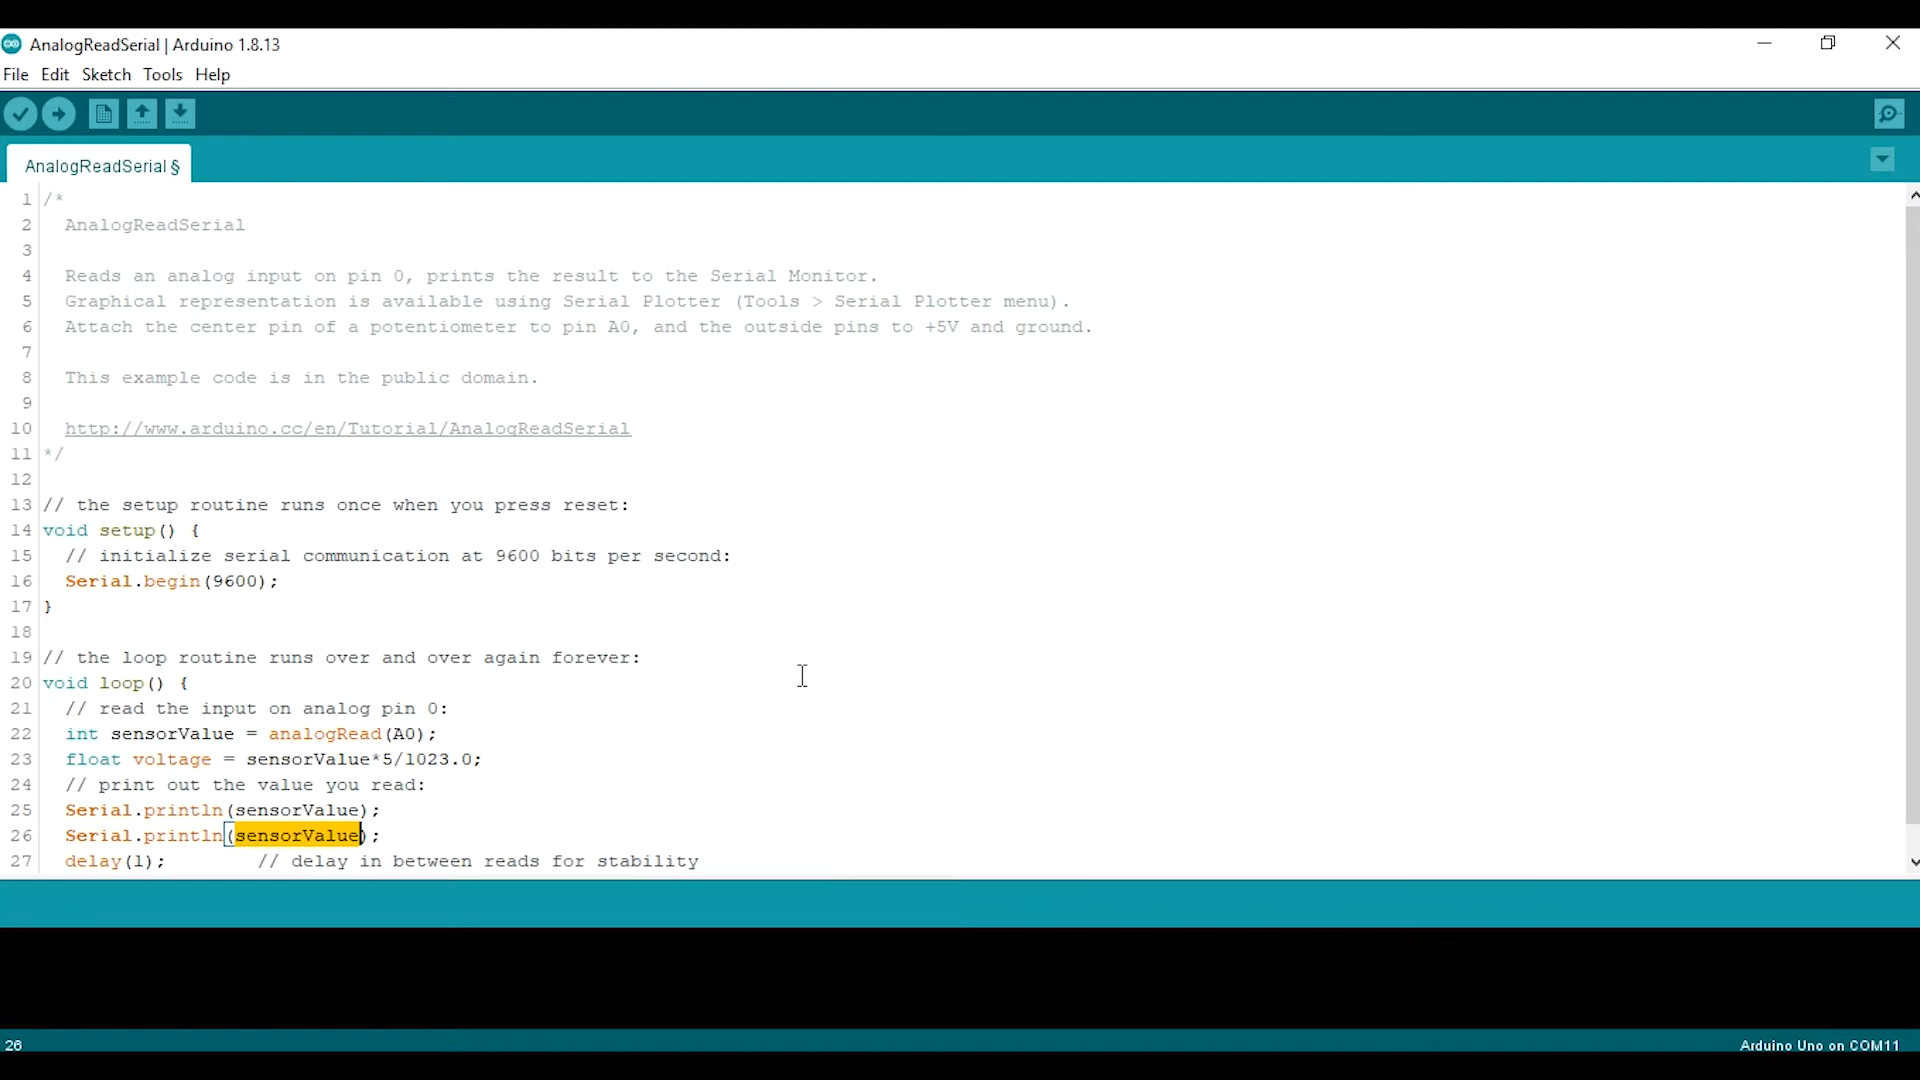 AnalogReadSerial | Arduino 1.8.13
File Edit Sketch Tools Help
AnalogReadSerial §
1 /*
2 AnalogReadSerial
3
4 Reads an analog input on pin 0, prints the result to the Serial Monitor.
5 Graphical representation is available using Serial Plotter (Tools > Serial Plotter menu).
6 Attach the center pin of a potentiometer to pin A0, and the outside pins to +5V and ground.
7
8 This example code is in the public domain.
9
10 http://www.arduino.cc/en/Tutorial/AnalogReadSerial
11 */
12
13 // the setup routine runs once when you press reset:
14 void setup() {
15 // initialize serial communication at 9600 bits per second:
16 Serial.begin(9600);
17 }
18
19 // the loop routine runs over and over again forever:
20 void loop() {
21 // read the input on analog pin 0:
22 int sensorValue = analogRead(A0);
23 float voltage = sensorValue*5/1023.0;
24 // print out the value you read:
25 Serial.println(sensorValue);
26 Serial.println(sensorValue);
27 delay(1); // delay in between reads for stability
26
Arduino Uno on COM11